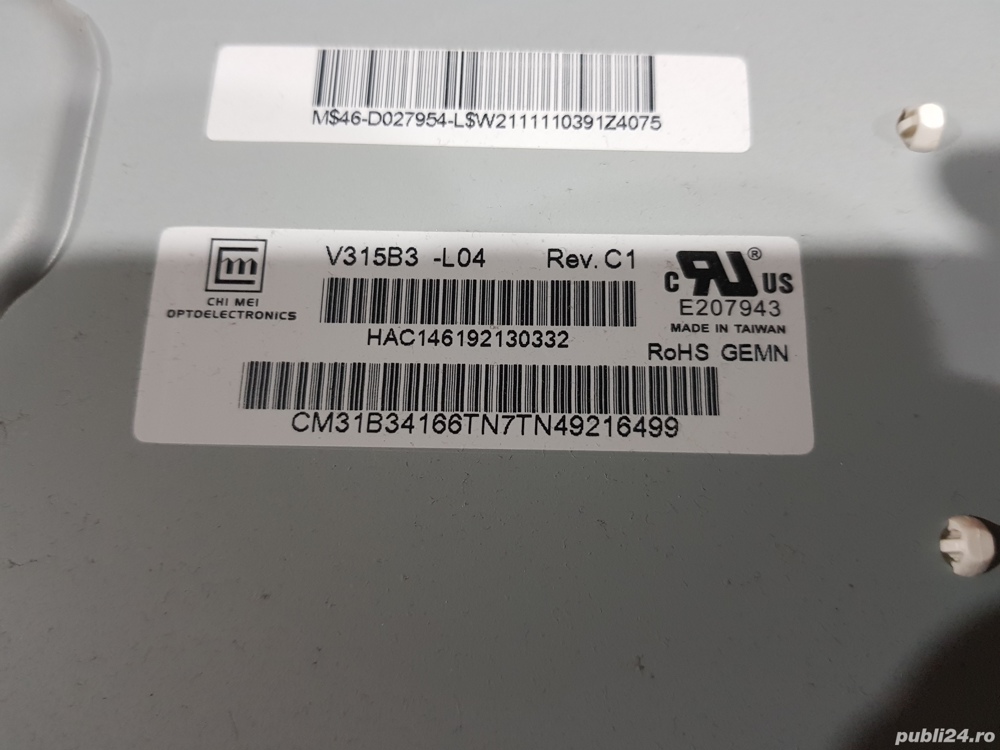 M$46-D027954-L$W2111110391Z4075
CHI MEI
OPTOELECTRONICS
V315B3 -L04 Rev. C1
HAC146192130332
CM31B34166TN7TN49216499
C RU ® US
E207943
MADE IN TAIWAN
RoHS GEMN
publi24.ro